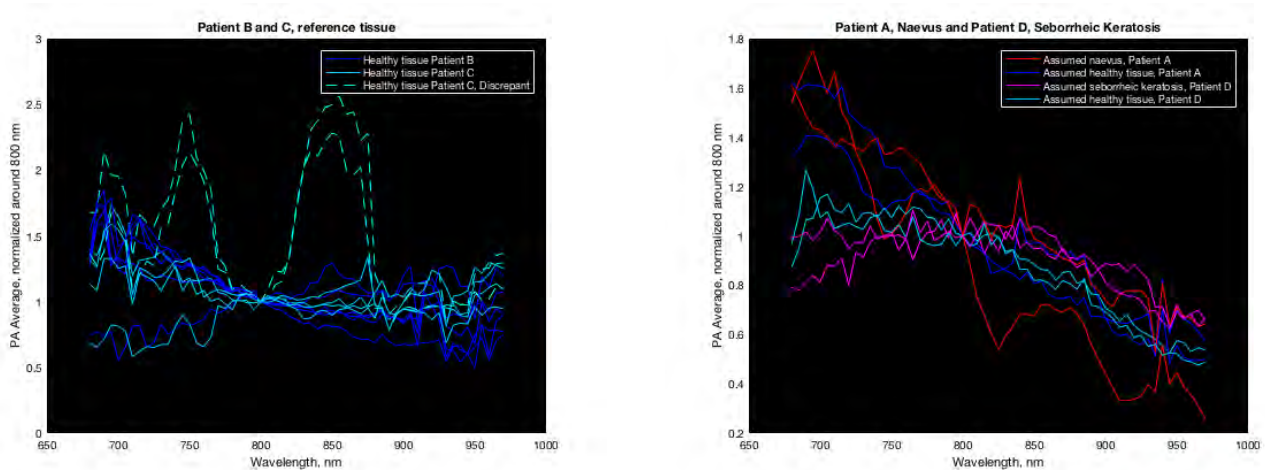 Patient B and C, reference tissue
3
2.5
2
1.5
1
0.5
0
PA Average, normalized around 800 nm
Healthy tissue Patient B
Healthy tissue Patient C
Healthy tissue Patient C, Discrepant
650 700 750 800 850 900 950 1000
Wavelength, nm
Patient A, Naevus and Patient D, Seborrheic Keratosis
1.8
1.6
1.4
1.2
1
0.8
0.6
0.4
0.2
PA Average, normalized around 800 nm
Assumed naevus, Patient A
Assumed healthy tissue, Patient A
Assumed seborrheic keratosis, Patient D
Assumed healthy tissue, Patient D
650 700 750 800 850 900 950 1000
Wavelength, nm